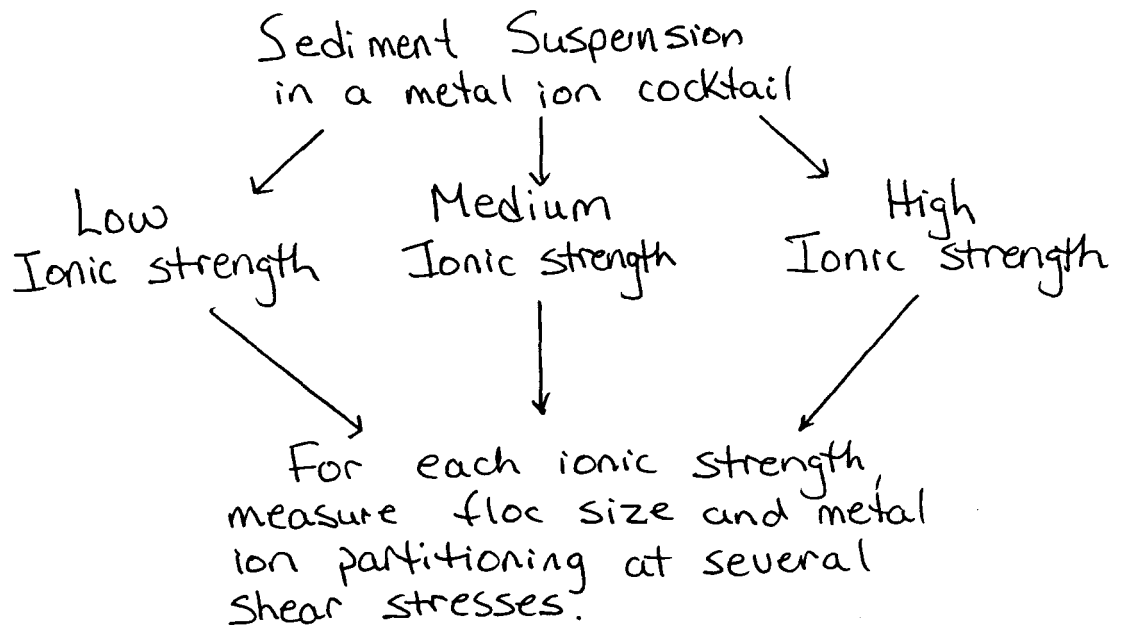 Sediment Suspension
in a metal ion cocktail
Low
Ionic strength
Medium
Ionic strength
High
Ionic strength
For each ionic strength,
measure floc size and metal
ion partitioning at several
shear stresses.